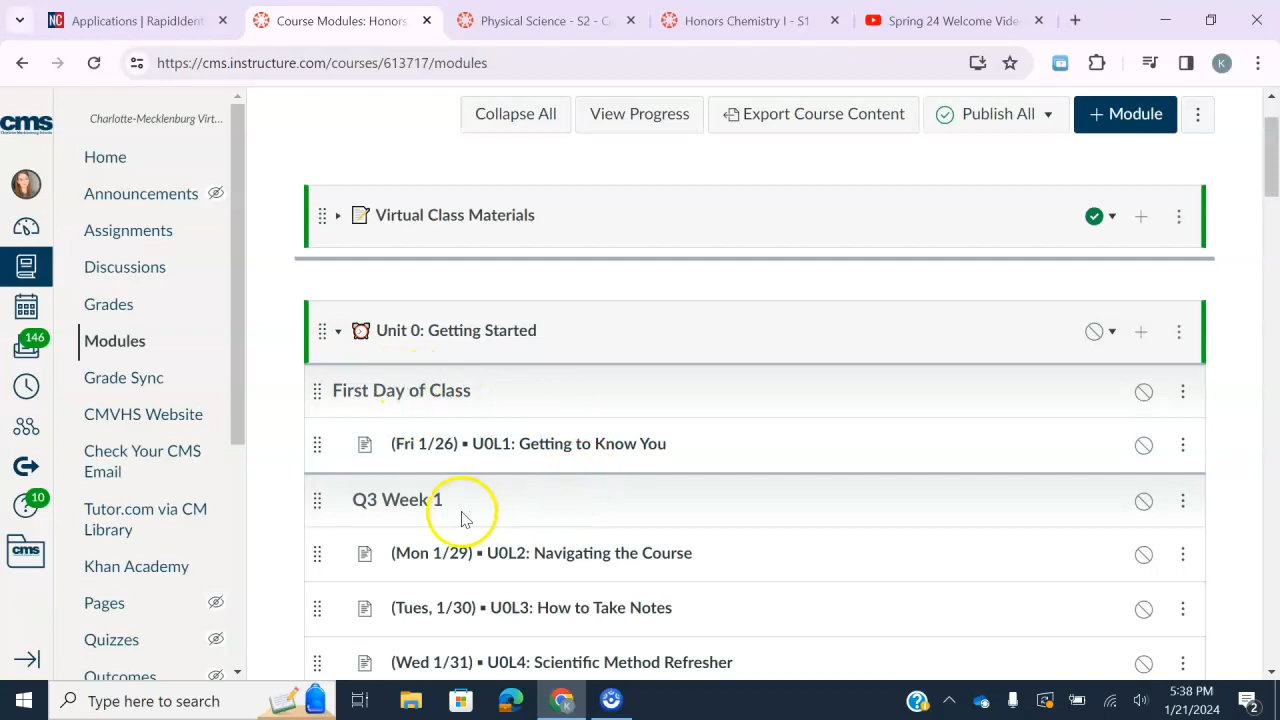 Applications | RapidIdent
Course Modules: Honors
Physical Science - S2 - C
Honors Chemistry I - S1
Spring 24 Welcome Vide
https://cms.instructure.com/courses/613717/modules
K
cms
Charlotte-Mecklenburg Virt...
Collapse All
View Progress
Export Course Content
Publish All
+ Module
Home
Announcements
Assignments
Discussions
Grades
Modules
Grade Sync
CMVHS Website
Check Your CMS
Email
Tutor.com via CM
Library
Khan Academy
Pages
Quizzes
Outcomes
146
10
cms
Virtual Class Materials
Unit 0: Getting Started
First Day of Class
(Fri 1/26) ▪ U0L1: Getting to Know You
Q3 Week 1
(Mon 1/29) ▪ U0L2: Navigating the Course
(Tues, 1/30) ▪ U0L3: How to Take Notes
(Wed 1/31) ▪ U0L4: Scientific Method Refresher
Type here to search
5:38 PM
1/21/2024
2